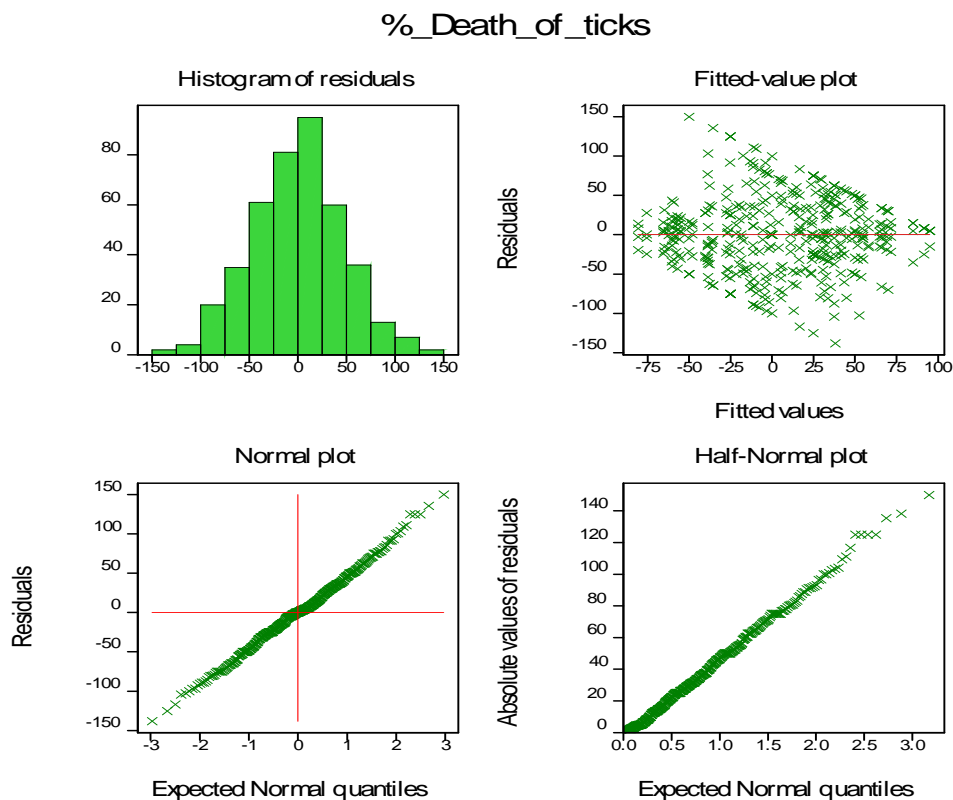 %_Death_of_ticks
Histogram of residuals
80
60
40
20
0
-150 -100 -50 0 50 100 150
Fitted-value plot
Residuals
150
100
50
0
-50
-100
-150
-75 -50 -25 0 25 50 75 100
Fitted values
Normal plot
Residuals
150
100
50
0
-50
-100
-150
-3 -2 -1 0 1 2 3
Expected Normal quantiles
Half-Normal plot
Absolute values of residuals
140
120
100
80
60
40
20
0
0.0 0.5 1.0 1.5 2.0 2.5 3.0
Expected Normal quantiles